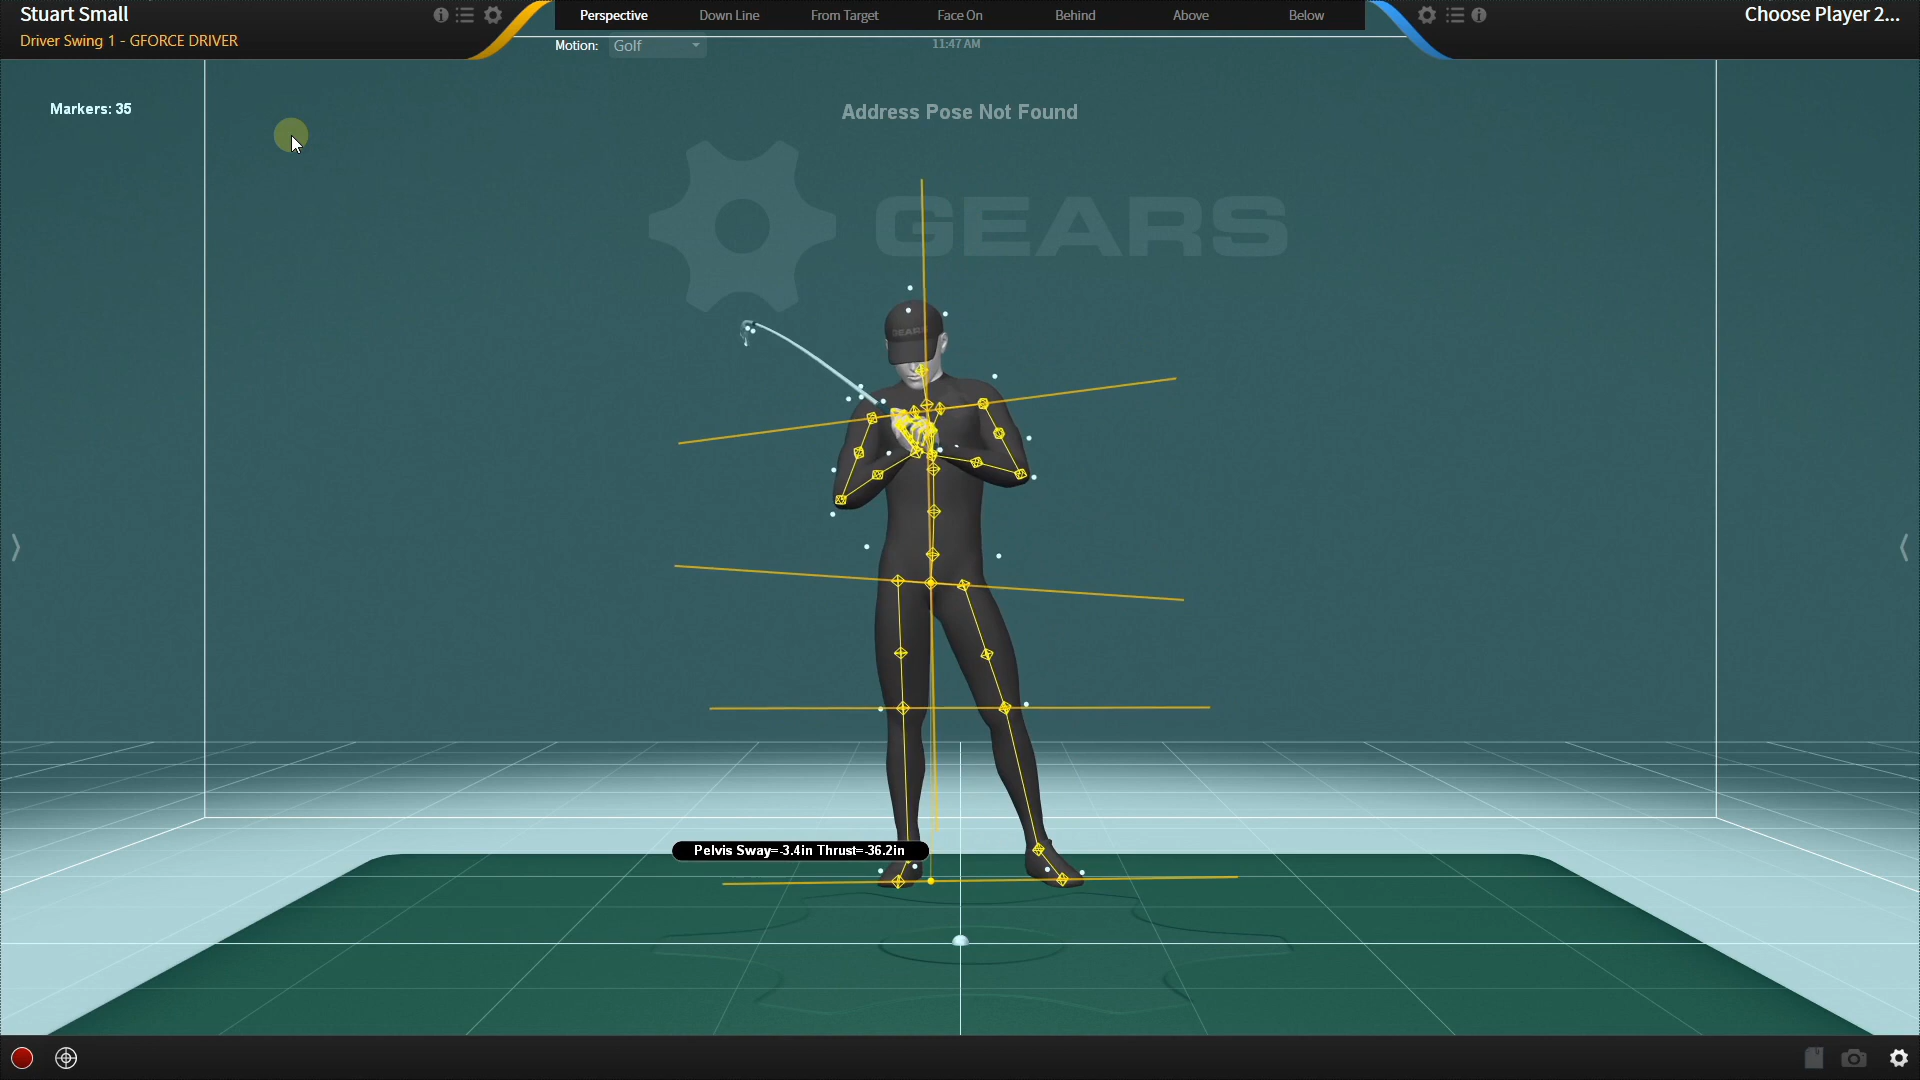 Stuart Small
Driver Swing 1 - GFORCE DRIVER
Perspective
Down Line
From Target
Face On
Behind
Above
Below
Choose Player 2...
Motion:
Golf
11:47 AM
Markers: 35
Address Pose Not Found
GEARS
GEARS
Pelvis Sway=-3.4in Thrust=-36.2in